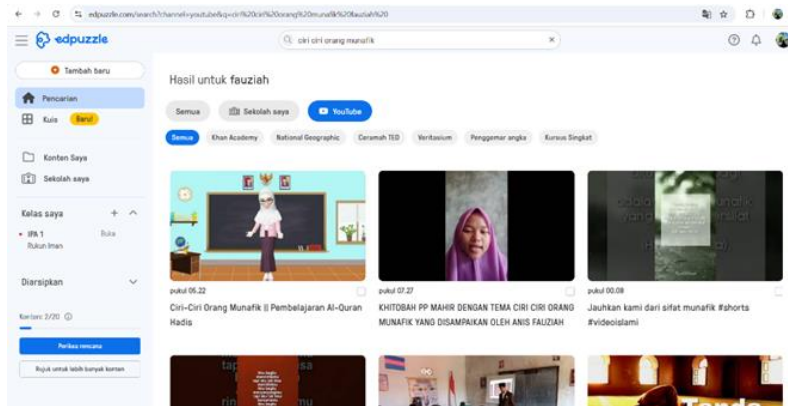 edpuzzle.com/search?channel=youtube&q=ciri%20ciri%20orang%20munafik%20fauziah%20
edpuzzle
ciri ciri orang munafik
Tambah baru
Pencarian
Kuis Baru!
Konten Saya
Sekolah saya
Kelas saya
IPA 1 Buka
Rukun Iman
Diarsipkan
Konten: 2/20
Periksa rencana
Rujuk untuk lebih banyak konten
Hasil untuk fauziah
Semua Sekolah saya YouTube
Semua Khan Academy National Geographic Ceramah TED Veritasium Penggemar angka Kursus Singkat
pukul 05.22
Ciri-Ciri Orang Munafik || Pembelajaran Al-Quran
Hadis
pukul 07.27
KHITOBAH PP MAHIR DENGAN TEMA CIRI CIRI ORANG
MUNAFIK YANG DISAMPAIKAN OLEH ANIS FAUZIAH
pukul 00.08
Jauhkan kami dari sifat munafik #shorts
#videoislami